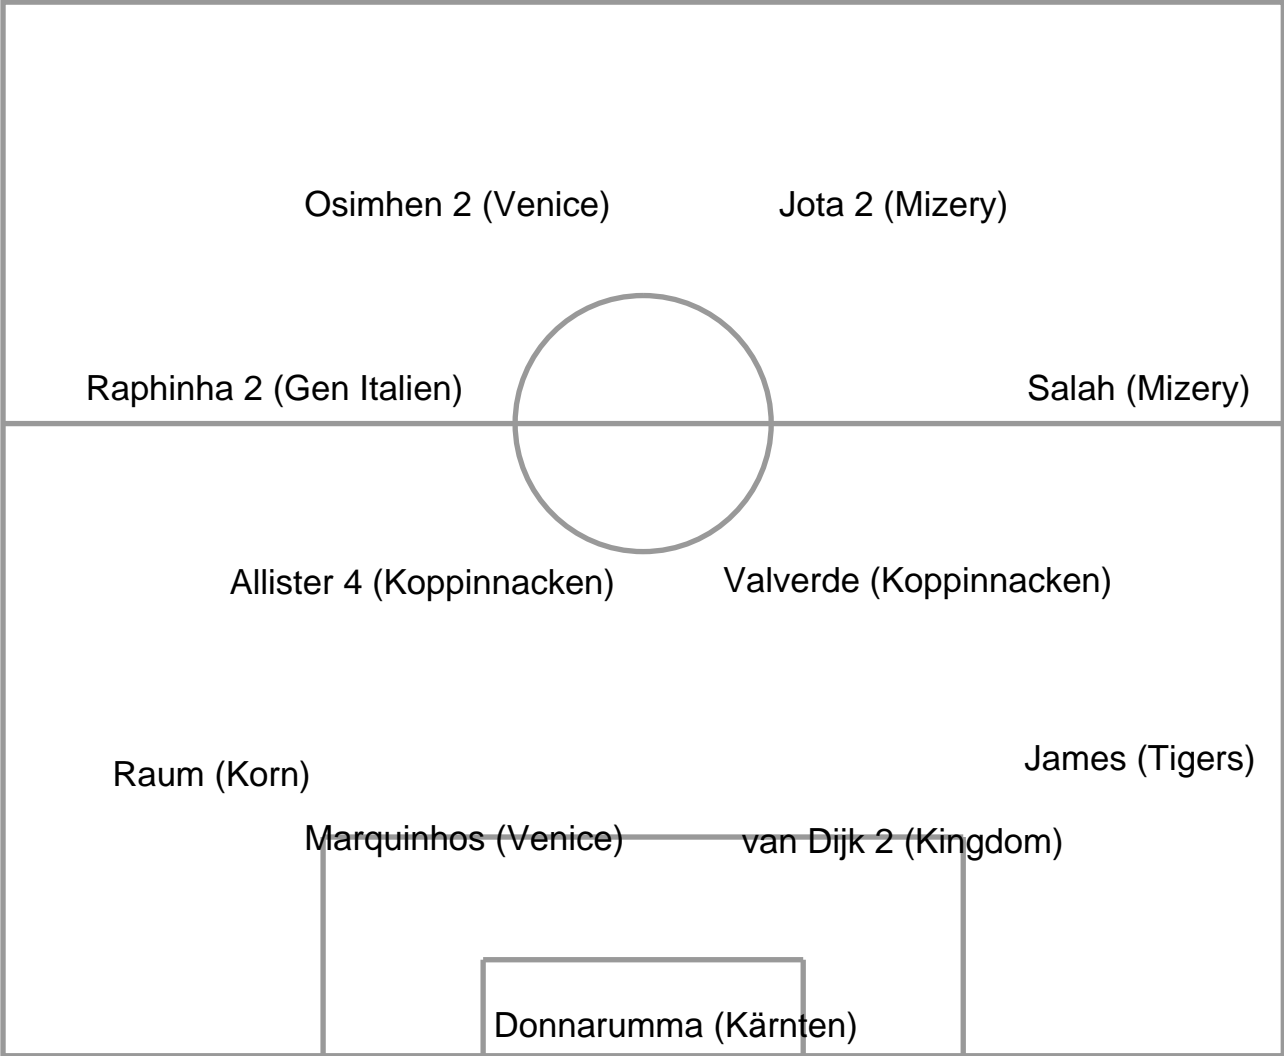 Osimhen 2 (Venice)
Jota 2 (Mizery)
Raphinha 2 (Gen Italien)
Salah (Mizery)
Allister 4 (Koppinnacken)
Valverde (Koppinnacken)
Raum (Korn)
James (Tigers)
Marquinhos (Venice)
van Dijk 2 (Kingdom)
Donnarumma (Kärnten)